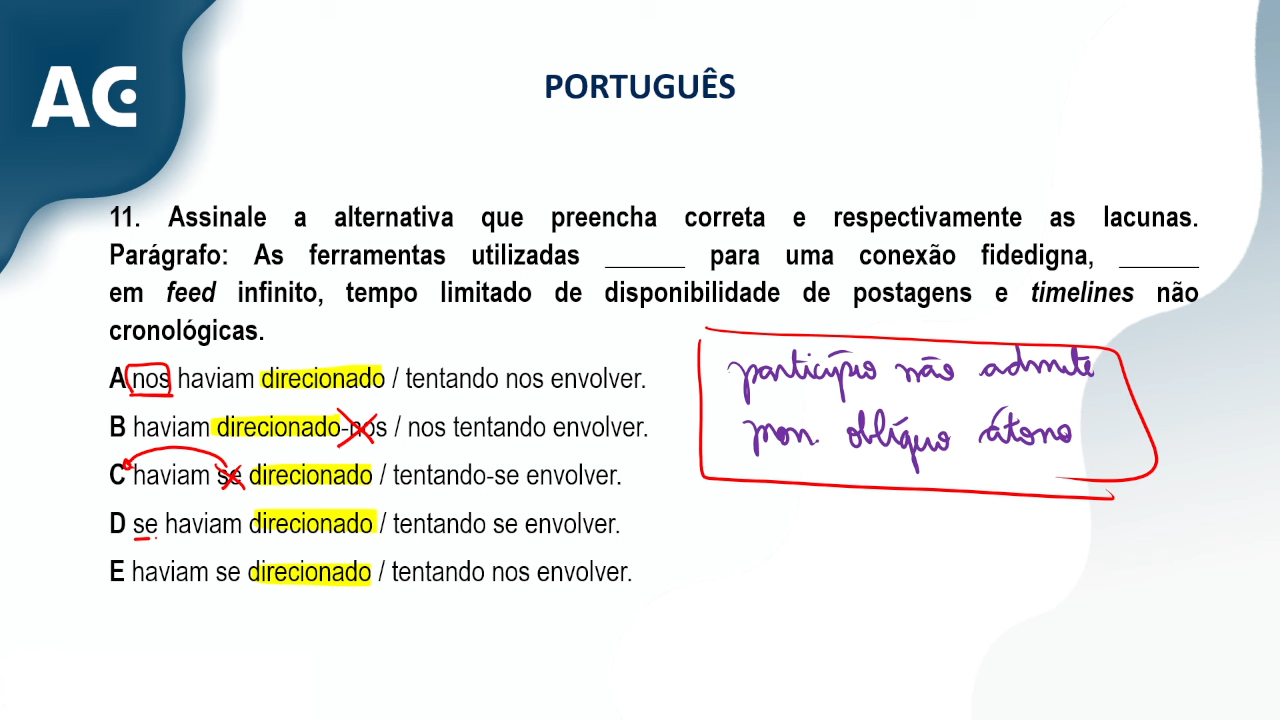 AC
PORTUGUÊS
11. Assinale a alternativa que preencha correta e respectivamente as lacunas.
Parágrafo: As ferramentas utilizadas ______ para uma conexão fidedigna, ______
em feed infinito, tempo limitado de disponibilidade de postagens e timelines não
cronológicas.
A nos haviam direcionado / tentando nos envolver.
B haviam direcionado-nos / nos tentando envolver.
C haviam se direcionado / tentando-se envolver.
D se haviam direcionado / tentando se envolver.
E haviam se direcionado / tentando nos envolver.
particípio não admite
pron. oblíquo átono